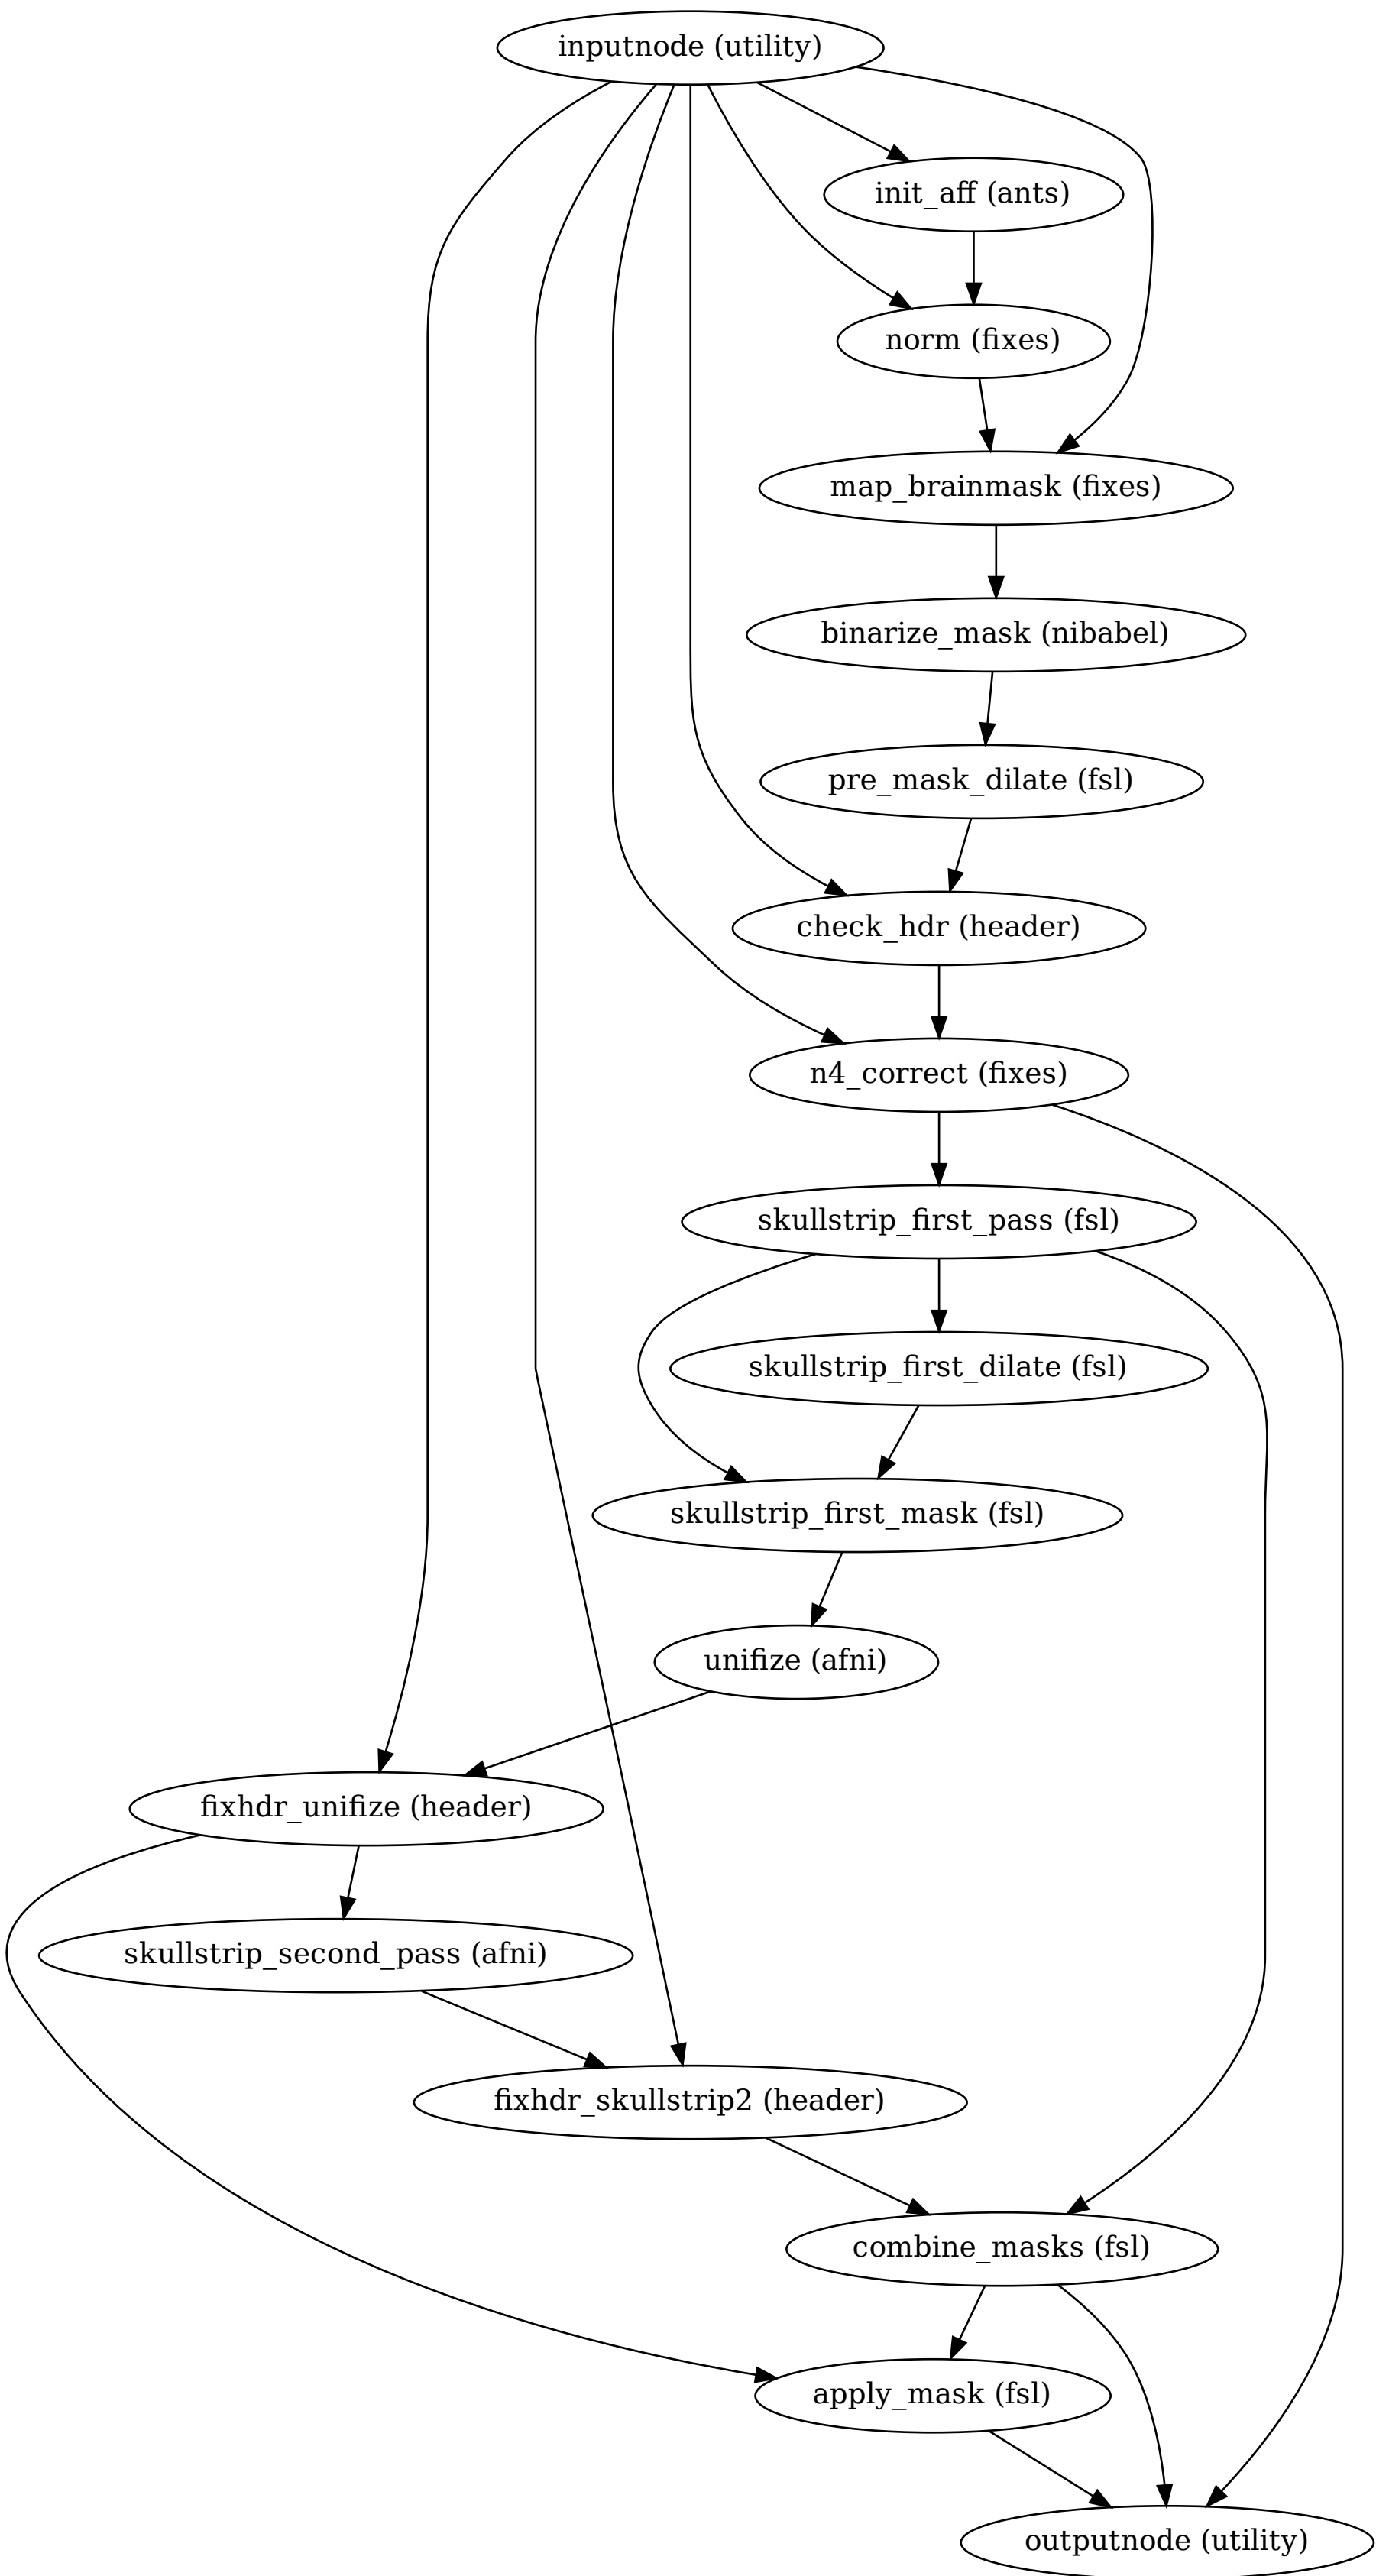 inputnode (utility)
init_aff (ants)
norm (fixes)
map_brainmask (fixes)
binarize_mask (nibabel)
pre_mask_dilate (fsl)
check_hdr (header)
n4_correct (fixes)
skullstrip_first_pass (fsl)
skullstrip_first_dilate (fsl)
skullstrip_first_mask (fsl)
unifize (afni)
fixhdr_unifize (header)
skullstrip_second_pass (afni)
fixhdr_skullstrip2 (header)
combine_masks (fsl)
apply_mask (fsl)
outputnode (utility)